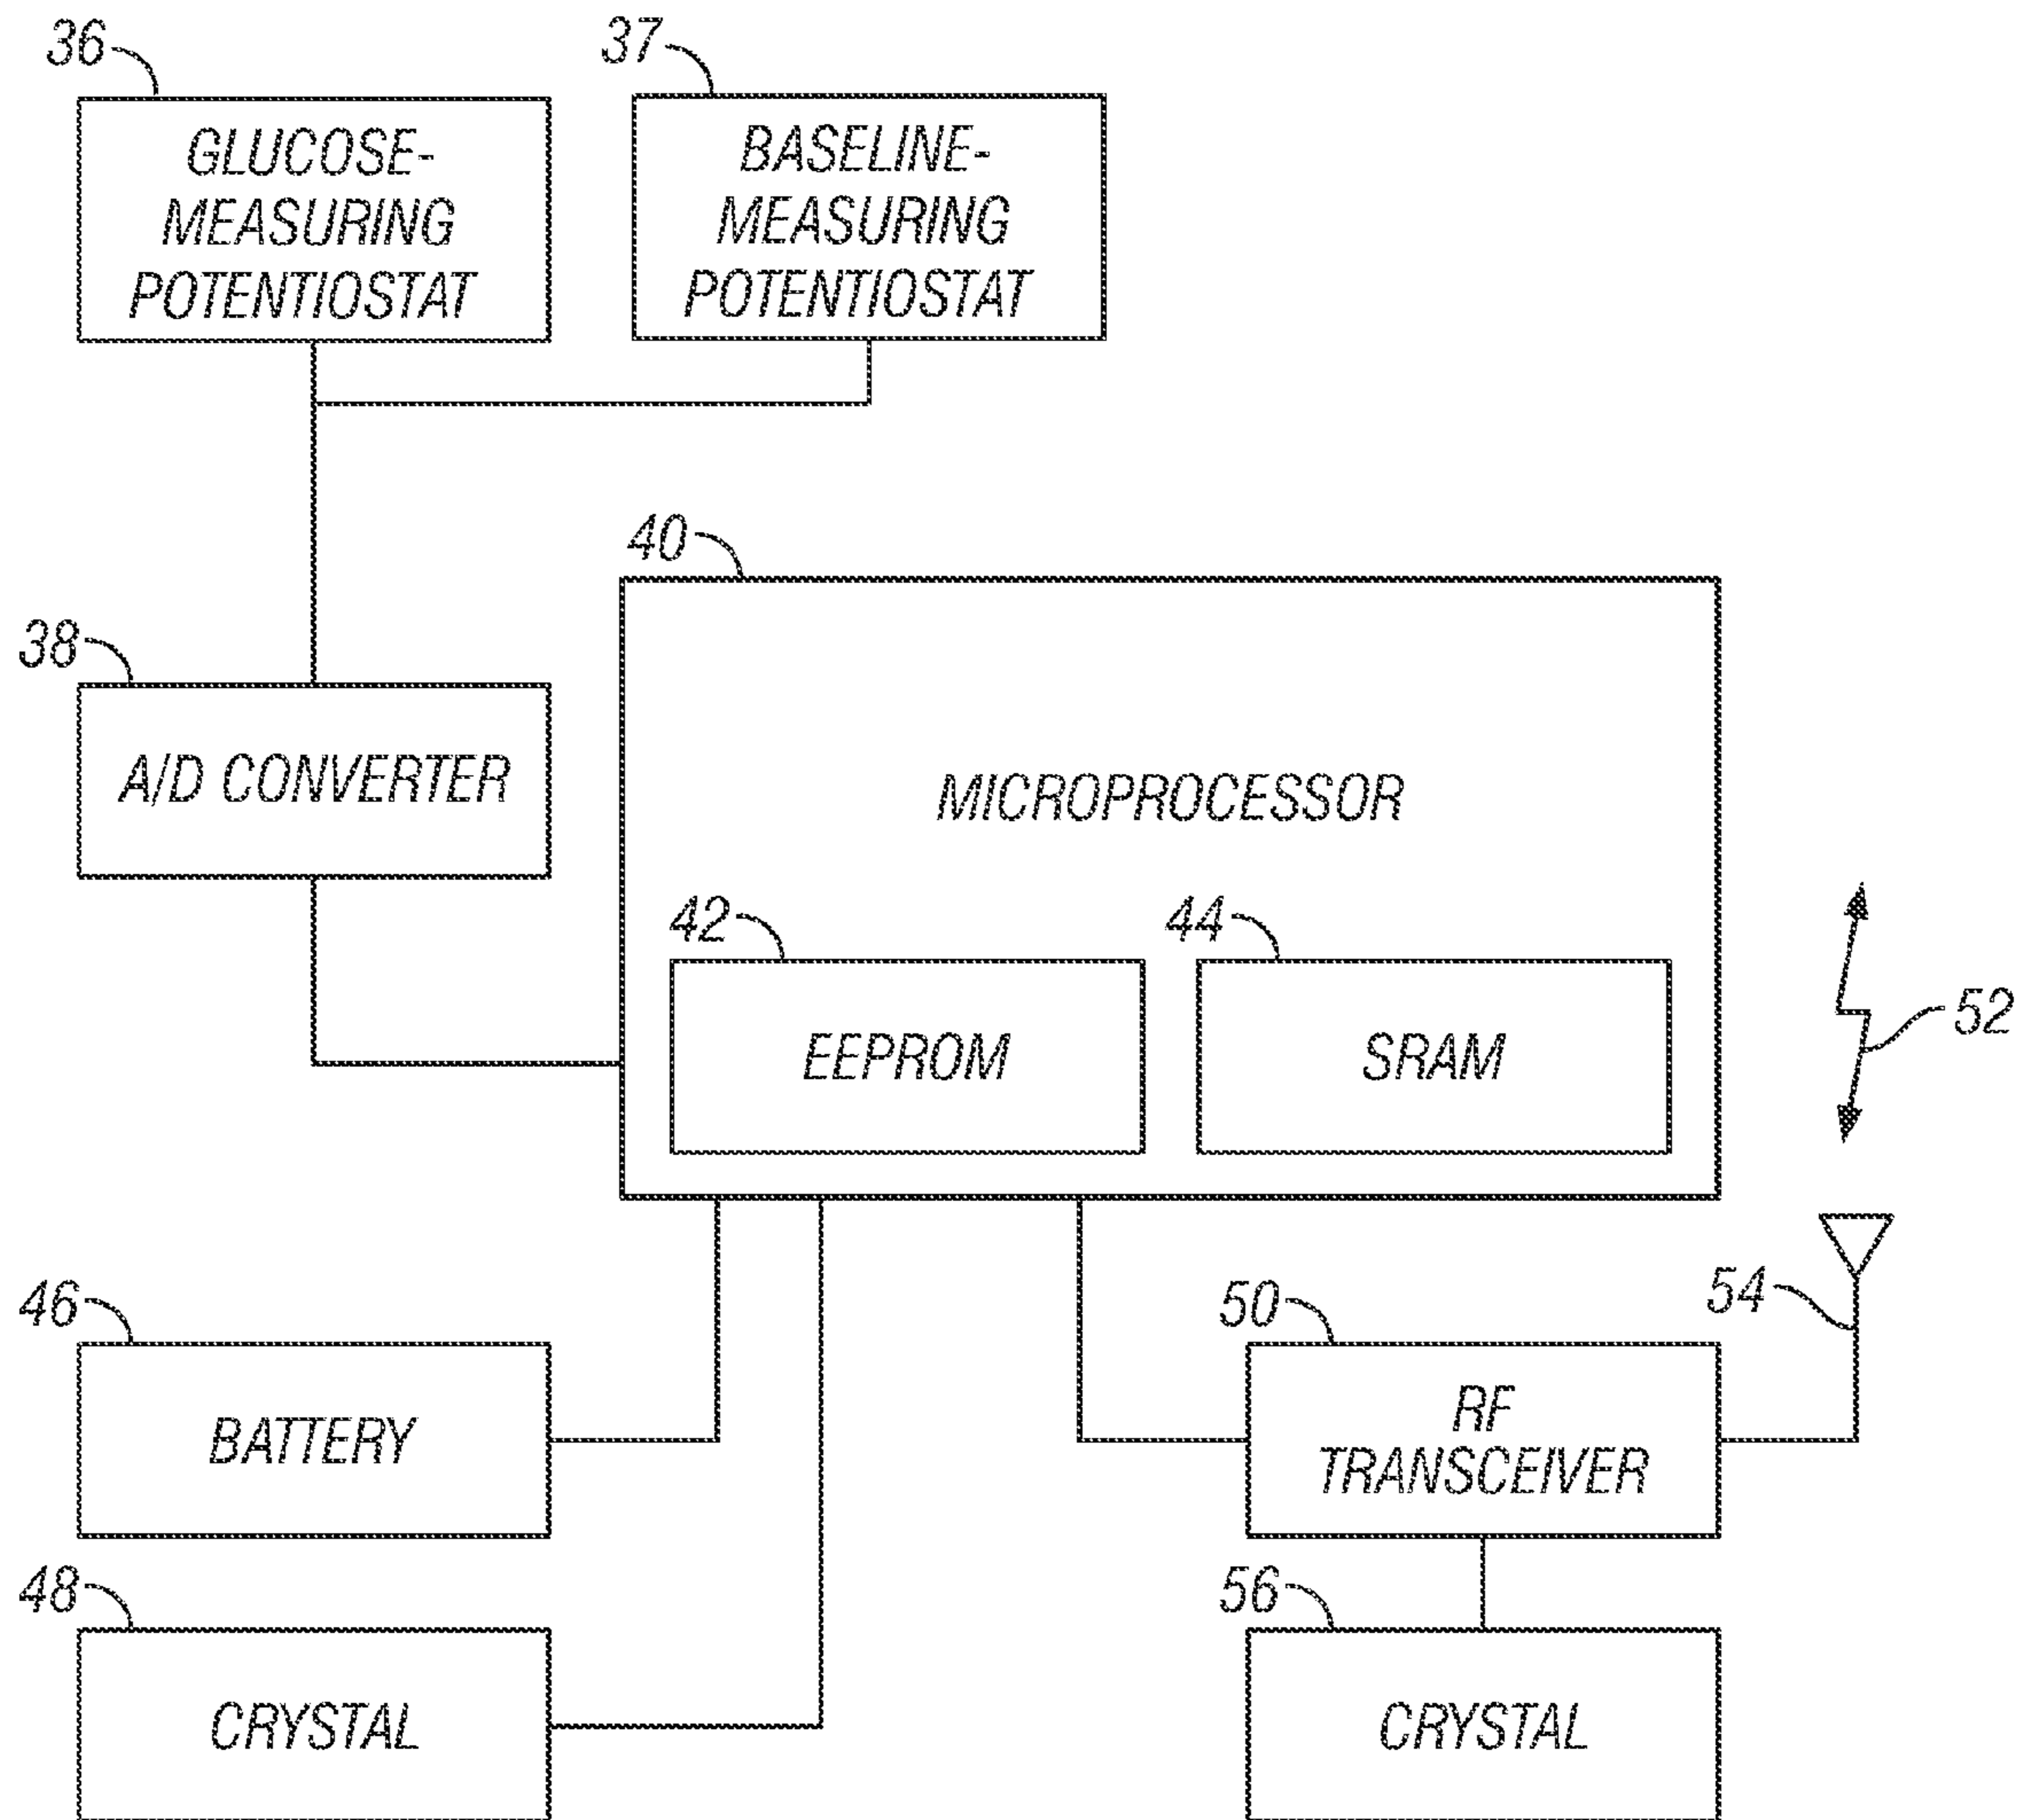 36
37
GLUCOSE-
MEASURING
POTENTIOSTAT
BASELINE-
MEASURING
POTENTIOSTAT
40
38
A/D CONVERTER
MICROPROCESSOR
42
44
EEPROM
SRAM
52
46
50
54
BATTERY
RF
TRANSCEIVER
48
56
CRYSTAL
CRYSTAL